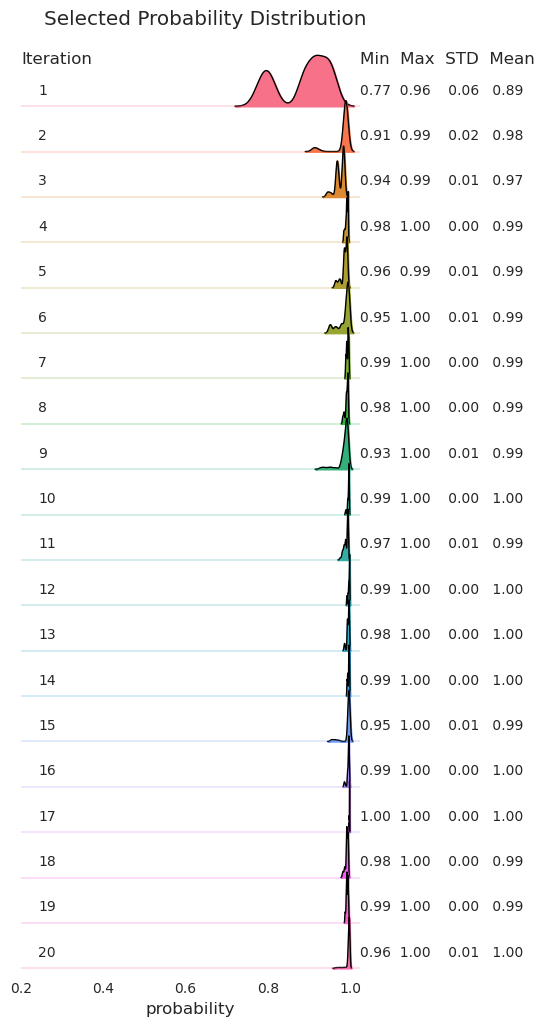 Selected Probability Distribution
Iteration Min Max STD Mean
1 0.77 0.96 0.06 0.89
2 0.91 0.99 0.02 0.98
3 0.94 0.99 0.01 0.97
4 0.98 1.00 0.00 0.99
5 0.96 0.99 0.01 0.99
6 0.95 1.00 0.01 0.99
7 0.99 1.00 0.00 0.99
8 0.98 1.00 0.00 0.99
9 0.93 1.00 0.01 0.99
10 0.99 1.00 0.00 1.00
11 0.97 1.00 0.01 0.99
12 0.99 1.00 0.00 1.00
13 0.98 1.00 0.00 1.00
14 0.99 1.00 0.00 1.00
15 0.95 1.00 0.01 0.99
16 0.99 1.00 0.00 1.00
17 1.00 1.00 0.00 1.00
18 0.98 1.00 0.00 0.99
19 0.99 1.00 0.00 0.99
20 0.96 1.00 0.01 1.00
0.2 0.4 0.6 0.8 1.0
probability